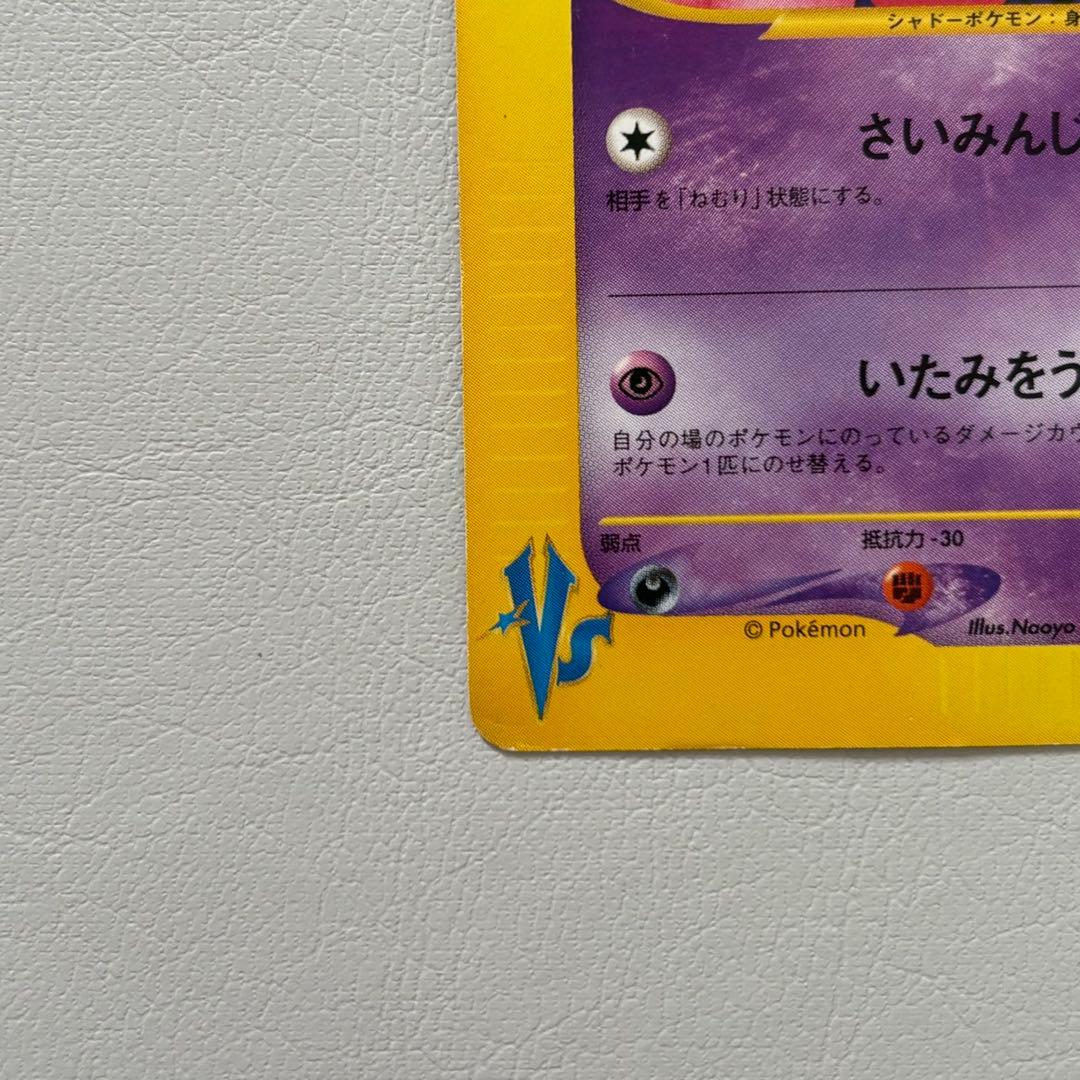 シャドーポケモン：身
さいみんじ
相手を「ねむり」状態にする。
いたみをう
自分の場のポケモンにのっているダメージカウ
ポケモン1匹にのせ替える。
弱点
抵抗力 -30
VS
© Pokémon
Illus.Naoyo